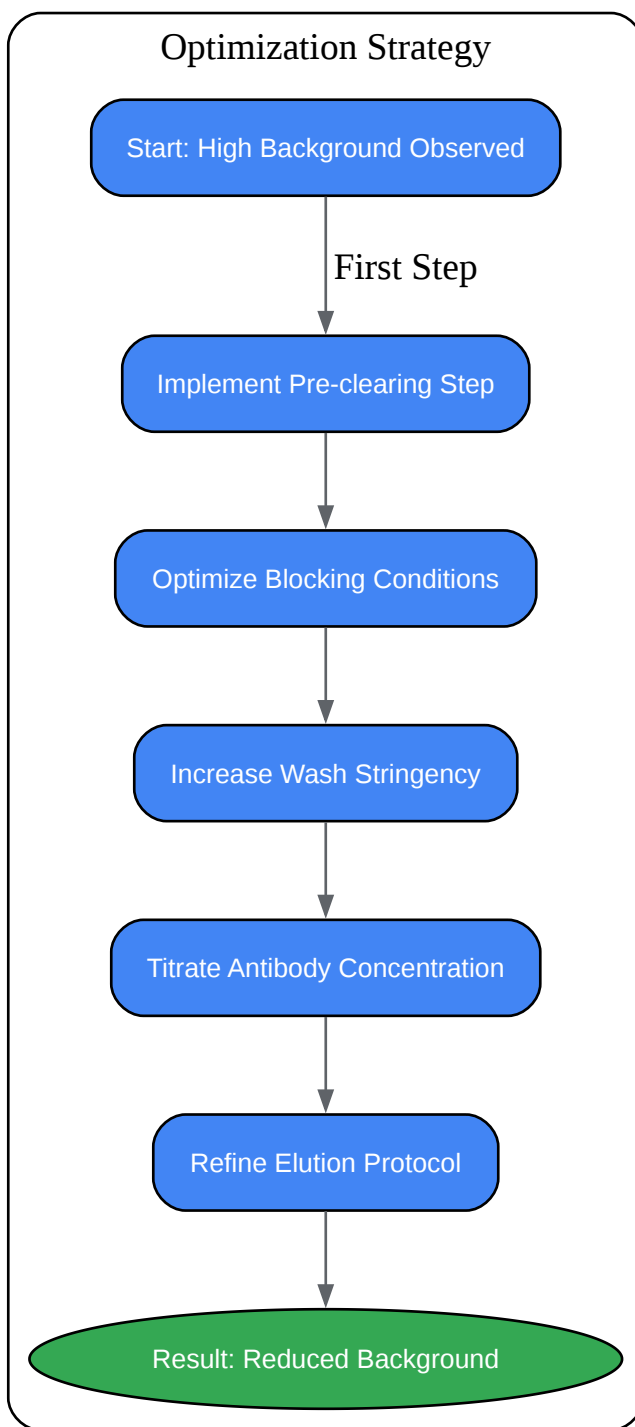 Optimization Strategy
Start: High Background Observed
First Step
Implement Pre-clearing Step
Optimize Blocking Conditions
Increase Wash Stringency
Titrate Antibody Concentration
Refine Elution Protocol
Result: Reduced Background